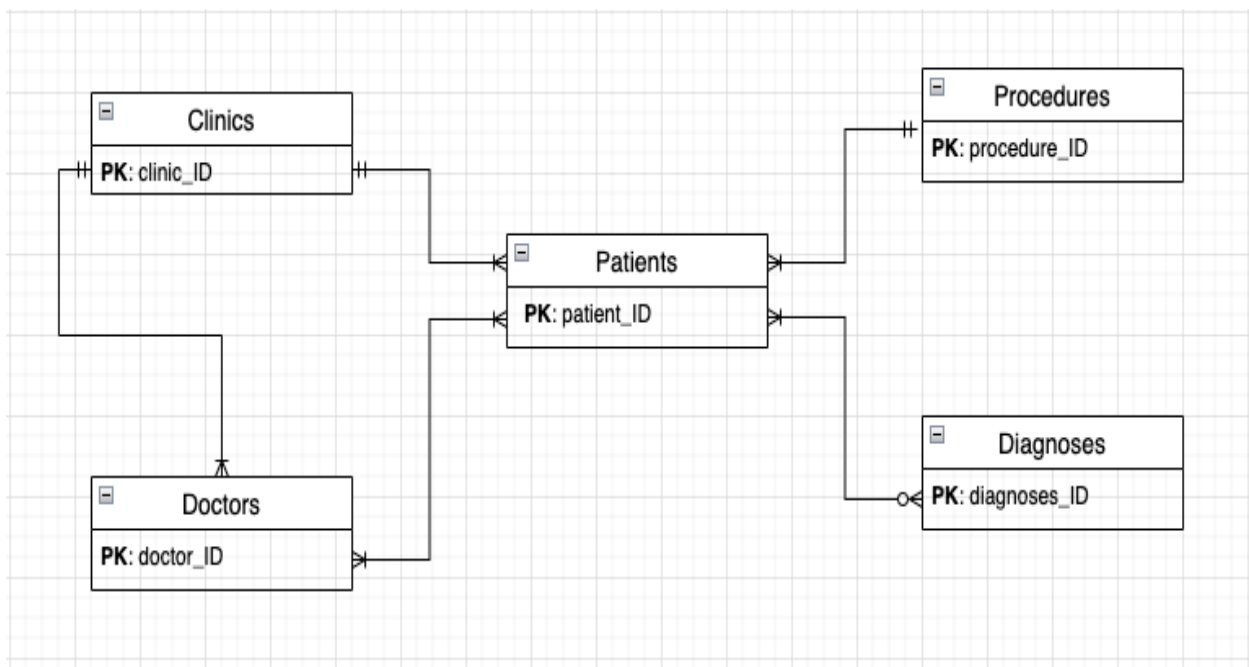 Clinics
PK: clinic_ID
Procedures
PK: procedure_ID
Patients
PK: patient_ID
Diagnoses
PK: diagnoses_ID
Doctors
PK: doctor_ID